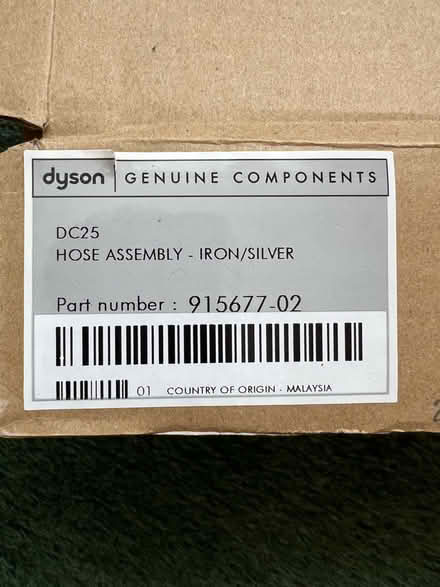 dyson GENUINE COMPONENTS
DC25
HOSE ASSEMBLY - IRON/SILVER
Part number : 915677-02
01 COUNTRY OF ORIGIN - MALAYSIA